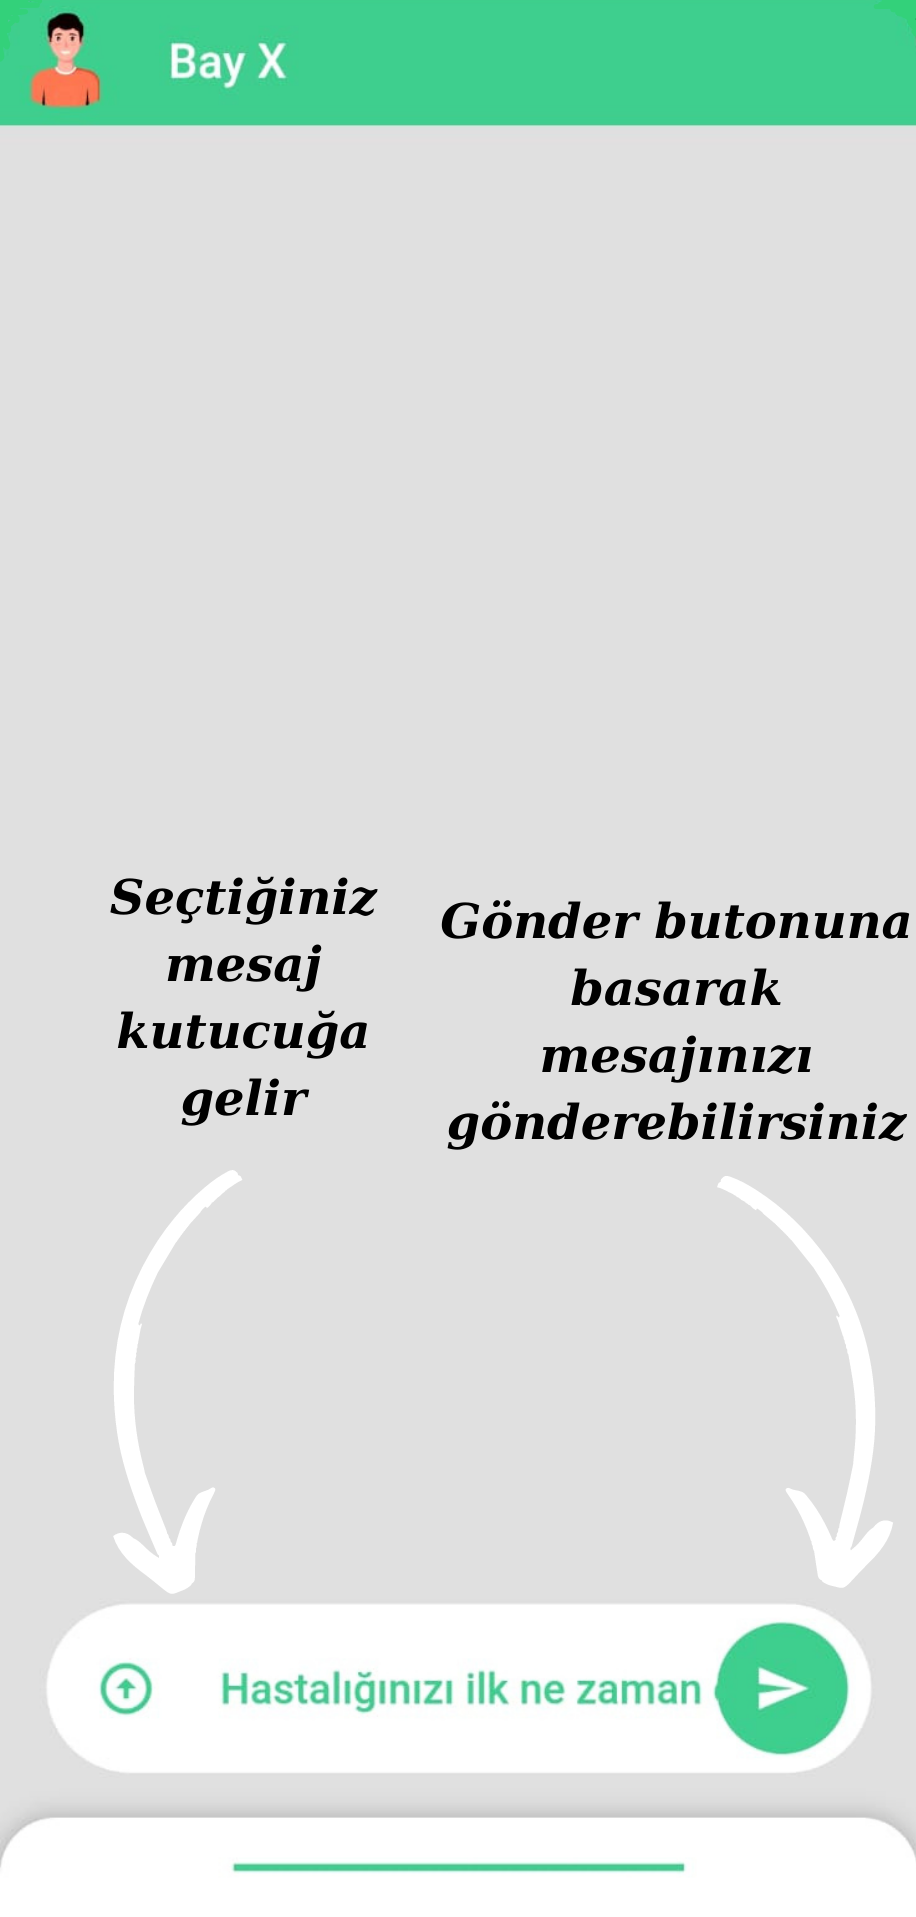 Bay X
Seçtiğiniz
mesaj
kutucuğa
gelir
Gönder butonuna
basarak
mesajınızı
gönderebilirsiniz
Hastalığınızı ilk ne zaman